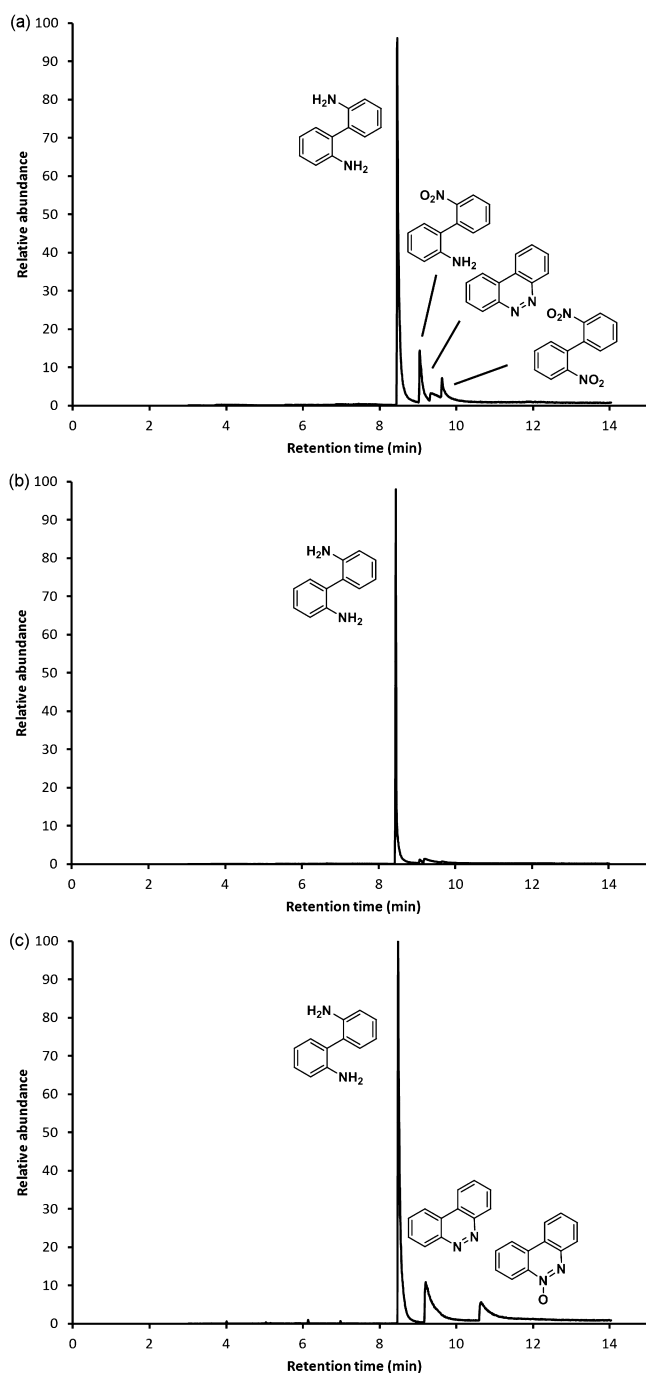 (a)
Relative abundance
100
90
80
70
60
50
40
30
20
10
0
H₂N
NH₂
O₂N
NH₂
N
N
O₂N
NO₂
0 2 4 6 8 10 12 14
Retention time (min)
(b)
Relative abundance
100
90
80
70
60
50
40
30
20
10
0
H₂N
NH₂
0 2 4 6 8 10 12 14
Retention time (min)
(c)
Relative abundance
100
90
80
70
60
50
40
30
20
10
0
H₂N
NH₂
N
N
N
N
O
0 2 4 6 8 10 12 14
Retention time (min)